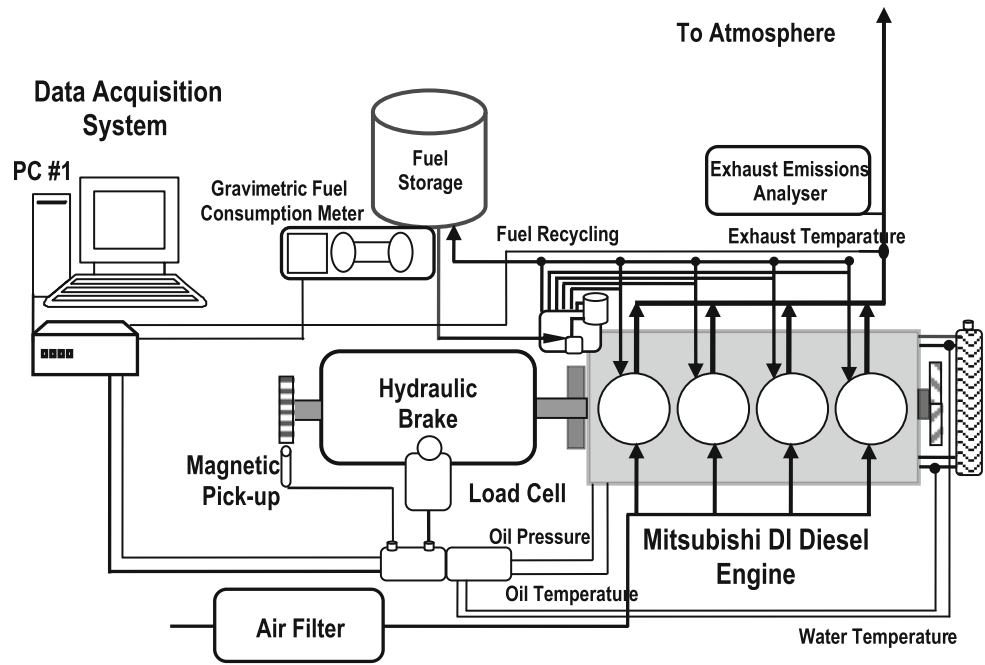 To Atmosphere
Data Acquisition
System
PC #1
Fuel
Storage
Exhaust Emissions
Analyser
Gravimetric Fuel
Consumption Meter
Fuel Recycling
Exhaust Temparature
Hydraulic
Brake
Magnetic
Pick-up
Load Cell
Oil Pressure
Mitsubishi DI Diesel
Engine
Oil Temperature
Air Filter
Water Temperature